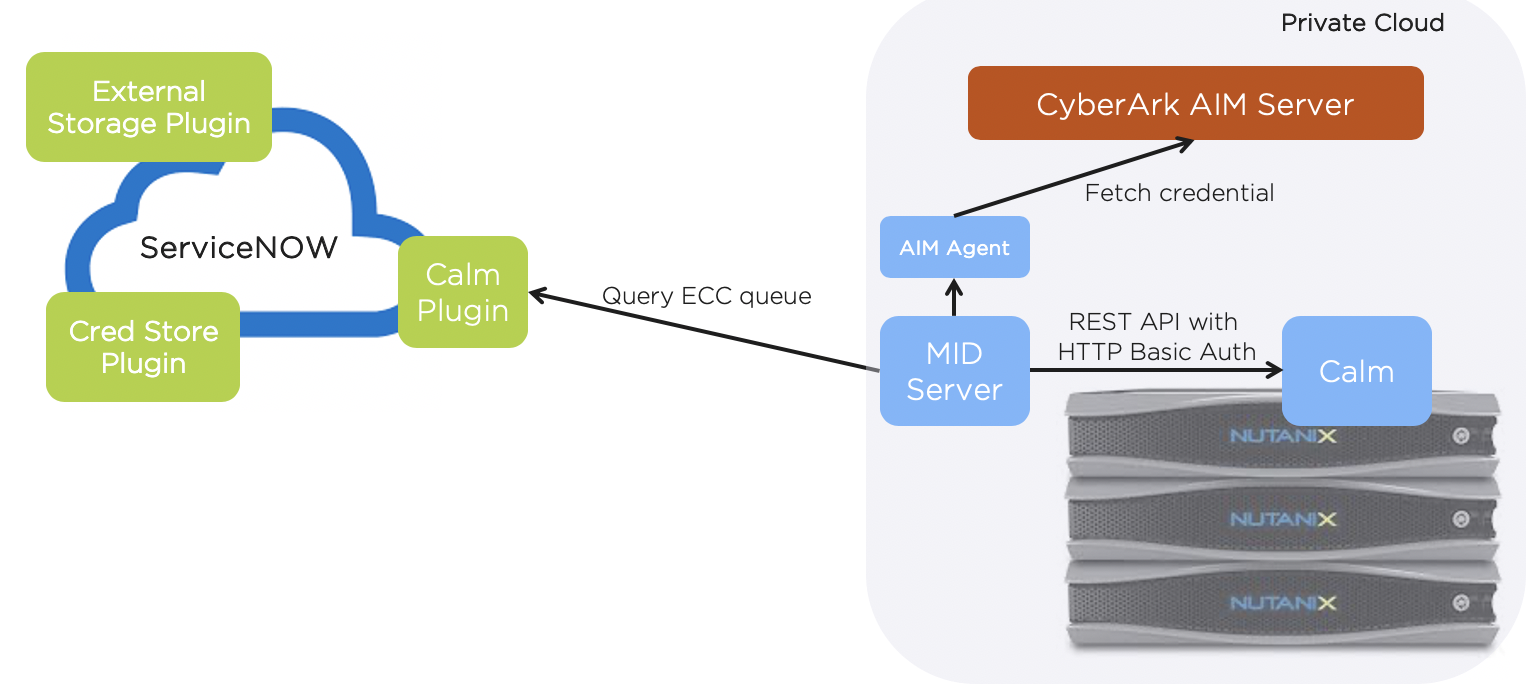 Private Cloud
External
Storage Plugin
CyberArk AIM Server
Fetch credential
ServiceNOW
AIM Agent
Calm
Plugin
Query ECC queue
Cred Store
Plugin
MID
Server
REST API with
HTTP Basic Auth
Calm
NUTANIX
NUTANIX
NUTANIX